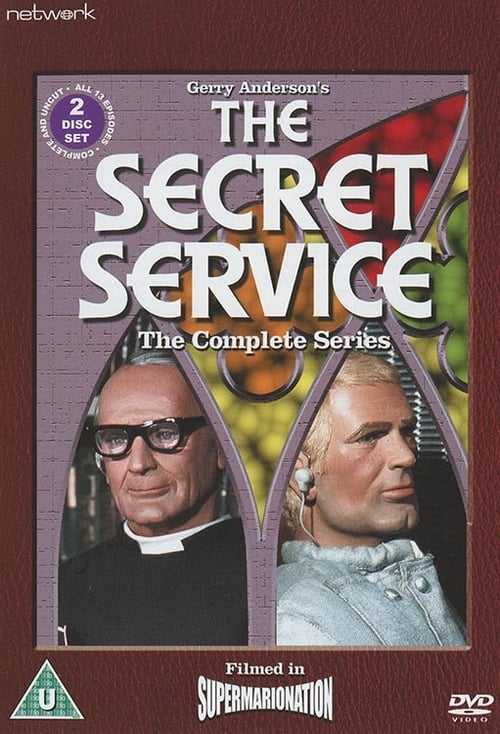 network
COMPLETE AND UNCUT • ALL 13 EPISODES •
2
DISC
SET
Gerry Anderson's
THE
SECRET
SERVICE
The Complete Series
Filmed in
SUPERMARIONATION
U
DVD
VIDEO